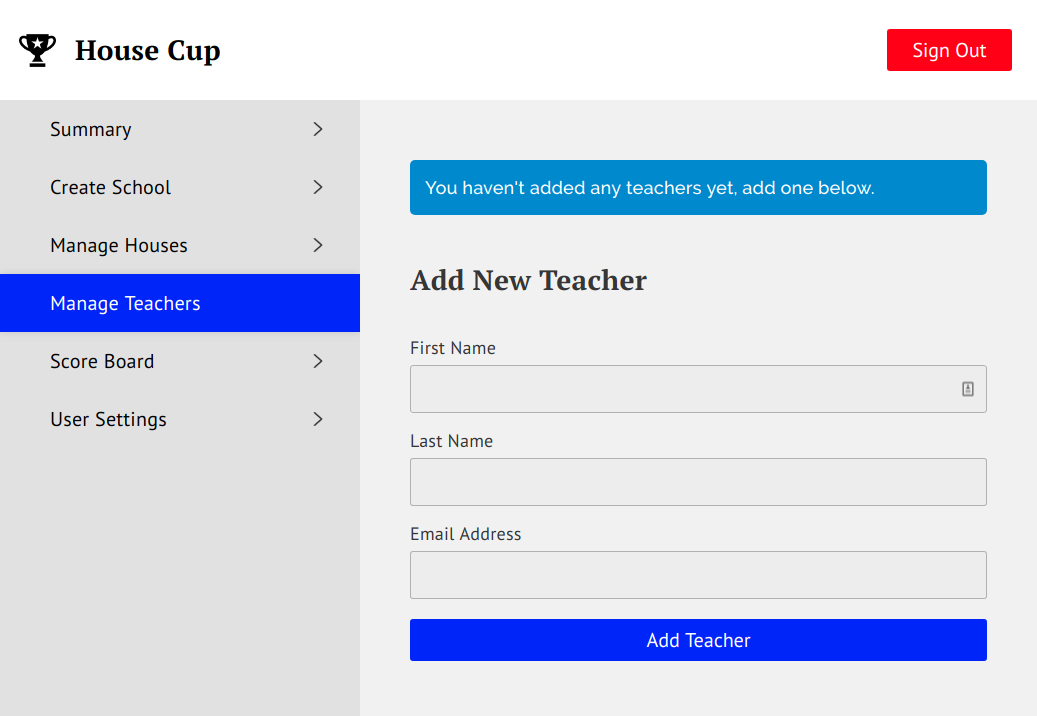 House Cup
Sign Out
Summary
Create School
Manage Houses
Manage Teachers
Score Board
User Settings
You haven't added any teachers yet, add one below.
Add New Teacher
First Name
Last Name
Email Address
Add Teacher